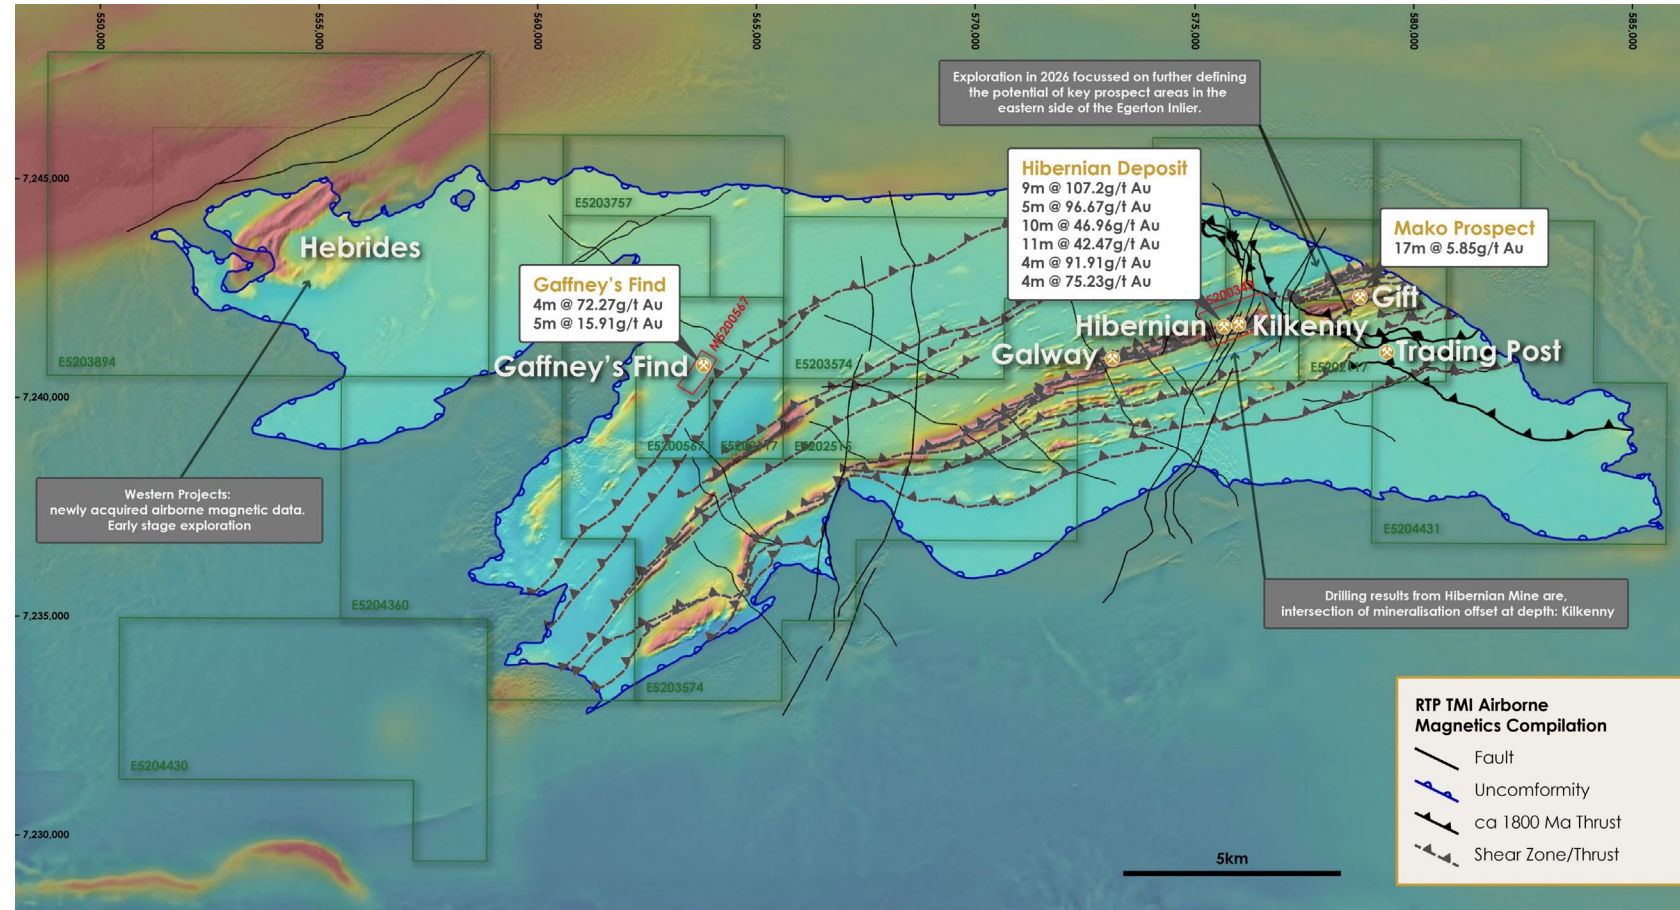 550,000
555,000
560,000
565,000
570,000
575,000
580,000
585,000
7,245,000
7,240,000
7,235,000
7,230,000
Exploration in 2026 focussed on further defining
the potential of key prospect areas in the
eastern side of the Egerton Inlier.
Hibernian Deposit
9m @ 107.2g/t Au
5m @ 96.67g/t Au
10m @ 46.96g/t Au
11m @ 42.47g/t Au
4m @ 91.91g/t Au
4m @ 75.23g/t Au
Mako Prospect
17m @ 5.85g/t Au
E5203757
Hebrides
Gaffney's Find
4m @ 72.27g/t Au
5m @ 15.91g/t Au
M5200567
Gift
Hibernian
Kilkenny
Galway
Trading Post
Gaffney's Find
E5203894
E5203574
E5202117
E5200567
E5202515
Western Projects:
newly acquired airborne magnetic data.
Early stage exploration
E5204431
E5204360
Drilling results from Hibernian Mine are,
intersection of mineralisation offset at depth: Kilkenny
E5203574
E5204430
5km
RTP TMI Airborne
Magnetics Compilation
Fault
Uncomformity
ca 1800 Ma Thrust
Shear Zone/Thrust